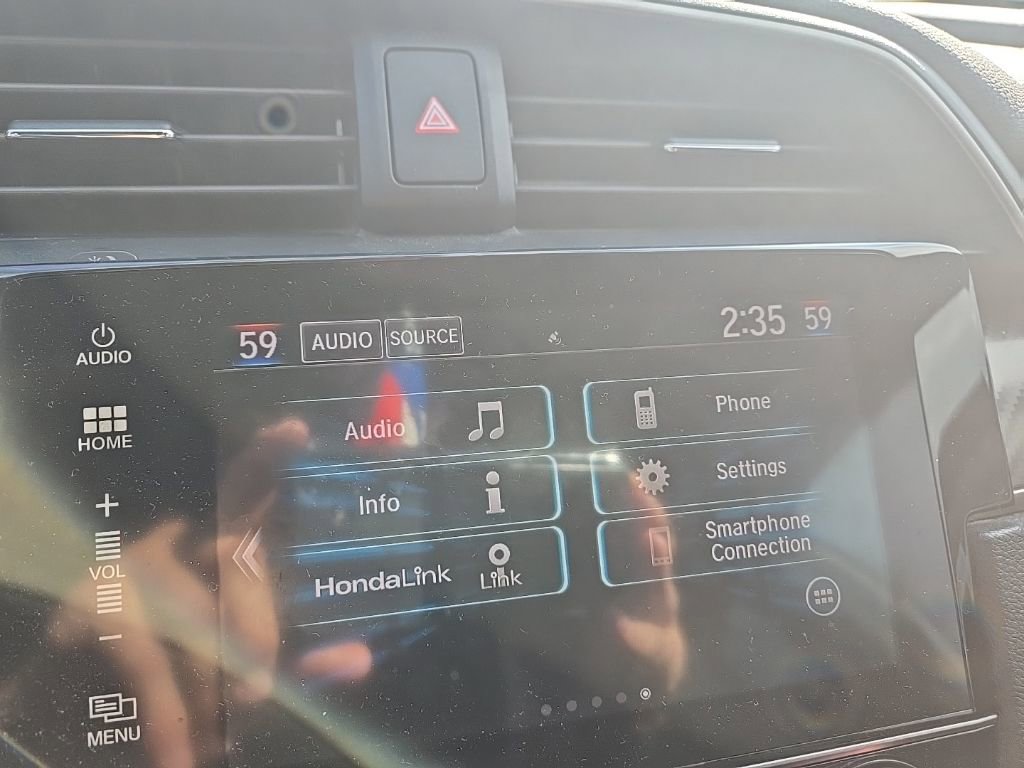 59 AUDIO SOURCE 2:35 59
AUDIO
HOME
+
VOL
-
MENU
Audio
Phone
Info
Settings
HondaLink Link
Smartphone
Connection